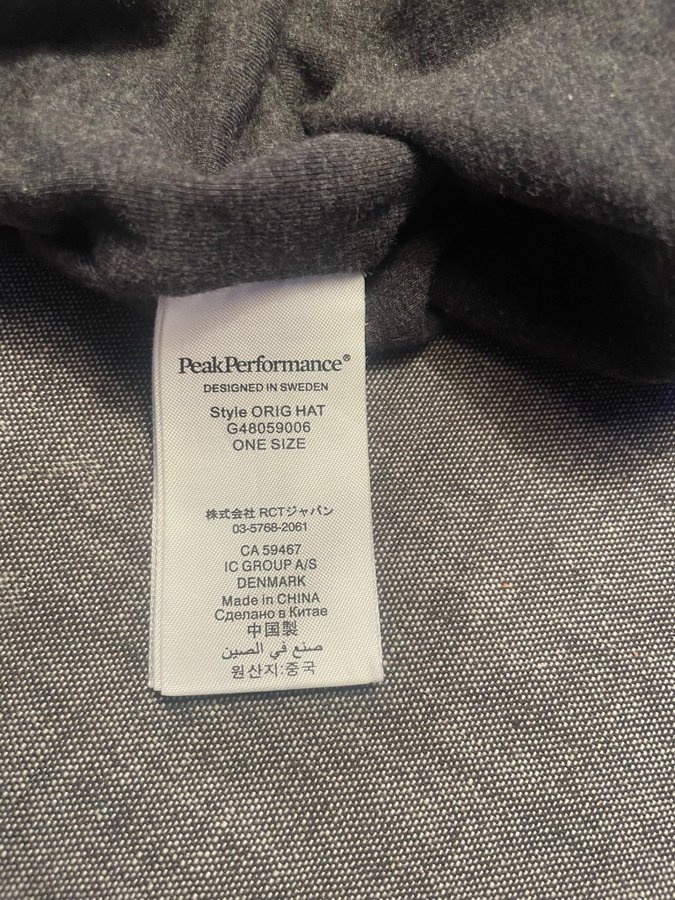 PeakPerformance®
DESIGNED IN SWEDEN
Style ORIG HAT
G48059006
ONE SIZE
株式会社 RCTジャパン
03-5768-2061
CA 59467
IC GROUP A/S
DENMARK
Made in CHINA
Сделано в Китае
中国製
صنع في الصين
원산지:중국